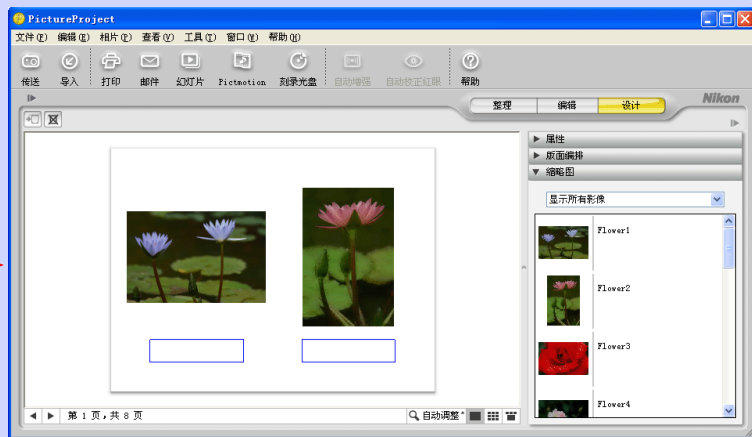 PictureProject
文件(F) 编辑(E) 相片(P) 查看(V) 工具(T) 窗口(W) 帮助(H)
传送 导入 打印 邮件 幻灯片 Pictmotion 刻录光盘 自动增强 自动校正红眼 帮助
整理 编辑 设计 Nikon
属性
版面编排
缩略图
显示所有影像
Flower1
Flower2
Flower3
Flower4
第 1 页,共 8 页 自动调整